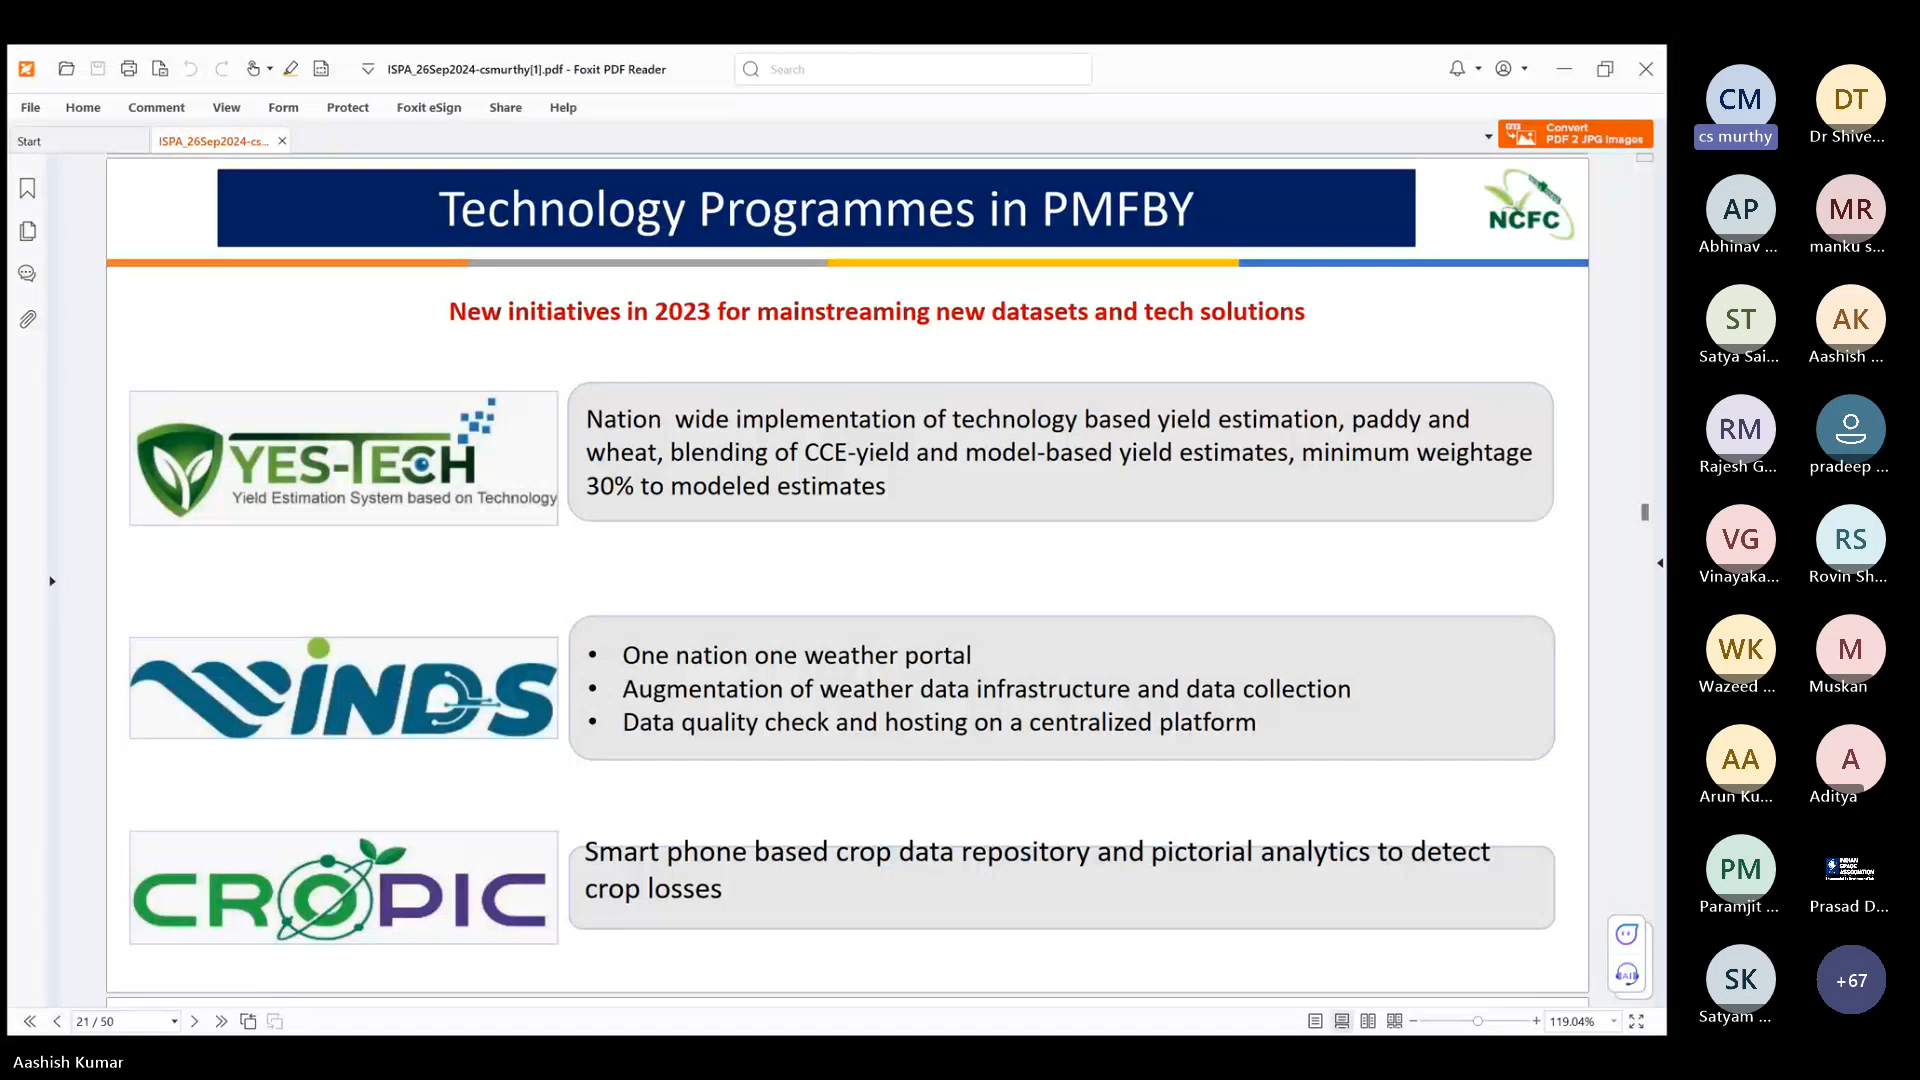 ISPA_26Sep2024-csmurthy[1].pdf - Foxit PDF Reader
Search
File Home Comment View Form Protect Foxit eSign Share Help
Start
ISPA_26Sep2024-cs...
Convert
PDF 2 JPG Images
Technology Programmes in PMFBY
NCFC
New initiatives in 2023 for mainstreaming new datasets and tech solutions
YES-TECH
Yield Estimation System based on Technology
Nation wide implementation of technology based yield estimation, paddy and
wheat, blending of CCE-yield and model-based yield estimates, minimum weightage
30% to modeled estimates
WINDS
• One nation one weather portal
• Augmentation of weather data infrastructure and data collection
• Data quality check and hosting on a centralized platform
CROPIC
Smart phone based crop data repository and pictorial analytics to detect
crop losses
21 / 50
119.04%
Aashish Kumar
CM DT
cs murthy Dr Shive...
AP MR
Abhinav ... manku s...
ST AK
Satya Sai... Aashish ...
RM
Rajesh G... pradeep ...
VG RS
Vinayaka... Rovin Sh...
WK M
Wazeed ... Muskan
AA A
Arun Ku... Aditya
PM
Paramjit ... Prasad D...
SK +67
Satyam ...